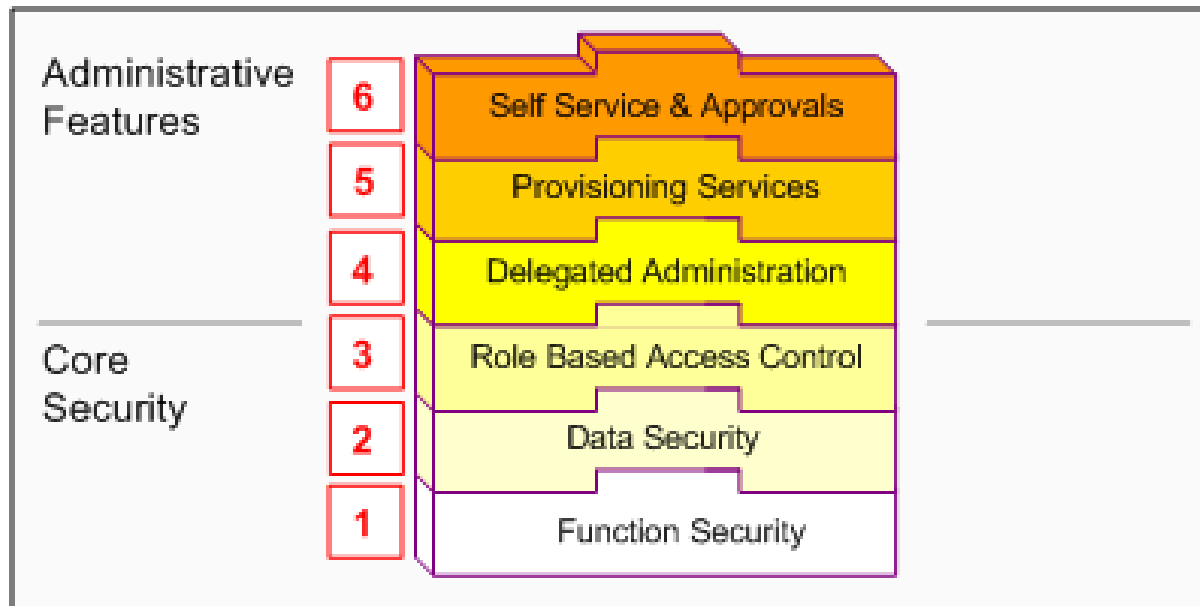 Administrative
Features
6
Self Service & Approvals
5
Provisioning Services
4
Delegated Administration
Core
Security
3
Role Based Access Control
2
Data Security
1
Function Security